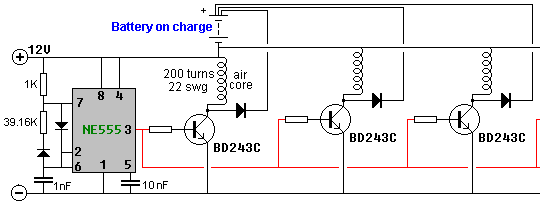 +
Battery on charge
+ 12V
1K
200 turns
22 swg
air
core
7
8 4
39.16K
NE555 3
BD243C
BD243C
BD243C
2
6
1 5
1nF
10nF